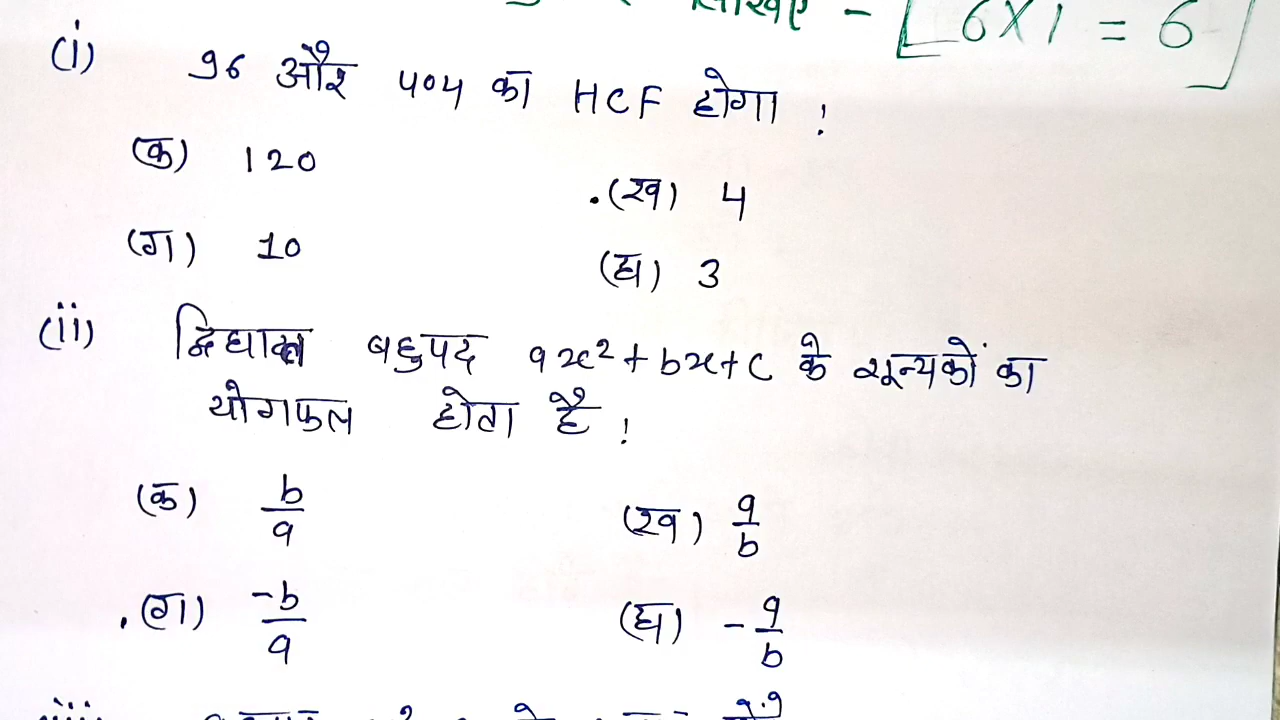 लिखिए - [6×1 = 6]
(i) 96 और 404 का HCF होगा !
(क) 120
.(ख) 4
(ग) 10
(घ) 3
(ii) द्विघात बहुपद ax² + bx + c के शून्यकों का
योगफल होता है !
(क) b/a
(ख) a/b
.(ग) -b/a
(घ) -a/b